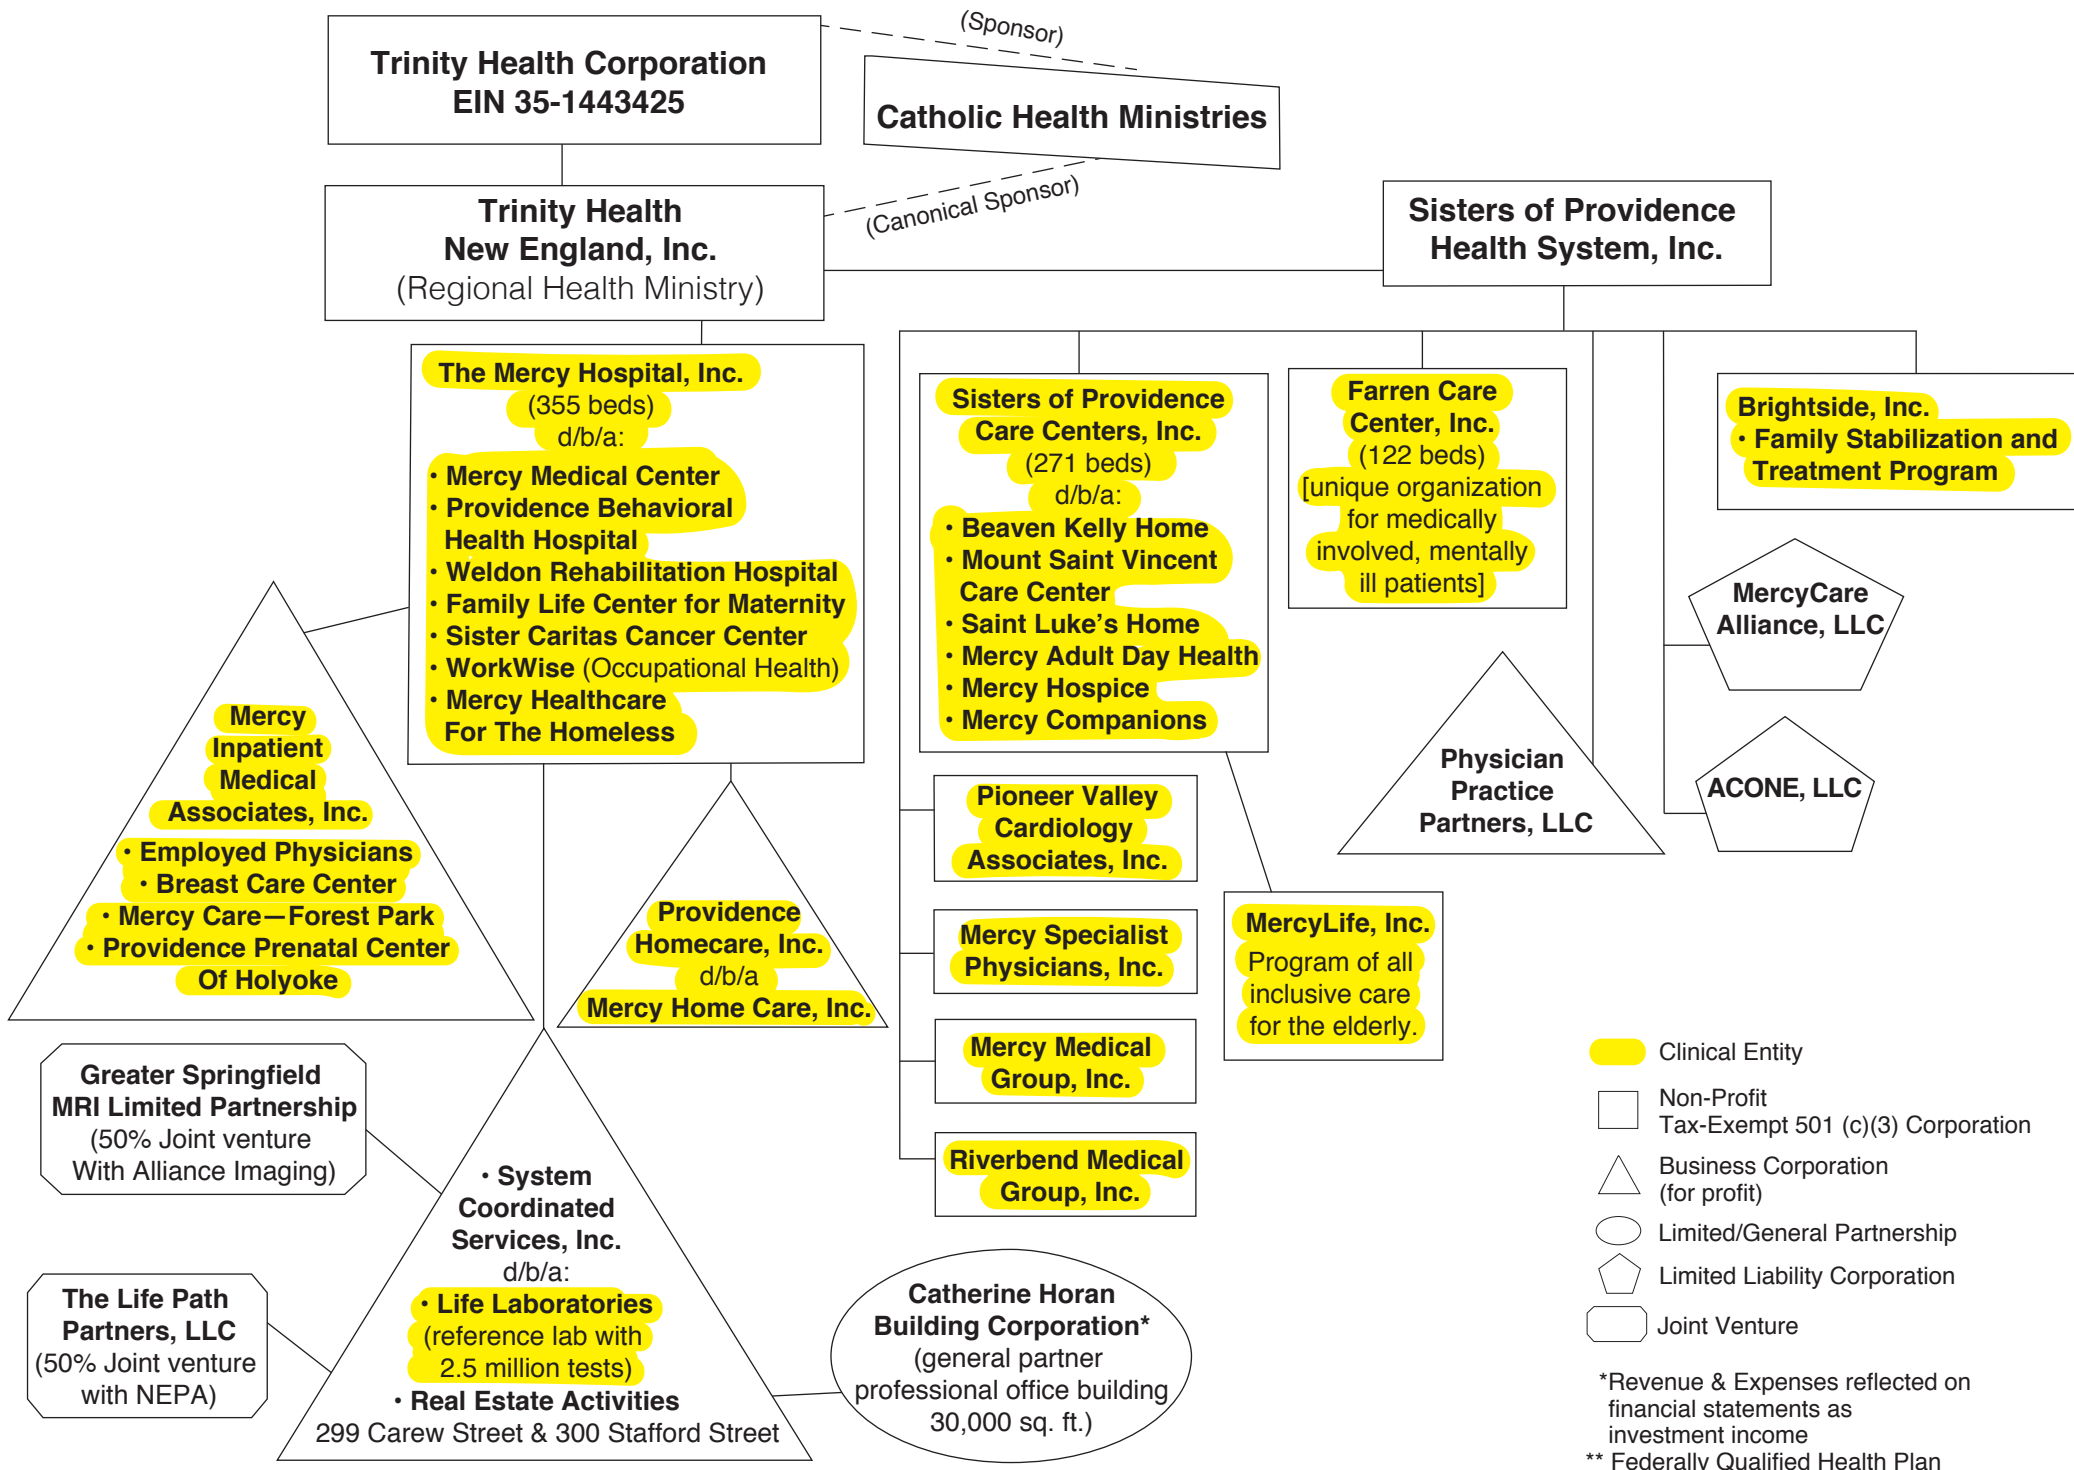 (Sponsor)
Trinity Health Corporation
EIN 35-1443425
Catholic Health Ministries
(Canonical Sponsor)
Trinity Health
New England, Inc.
(Regional Health Ministry)
Sisters of Providence
Health System, Inc.
The Mercy Hospital, Inc.
(355 beds)
d/b/a:
· Mercy Medical Center
· Providence Behavioral
Health Hospital
· Weldon Rehabilitation Hospital
· Family Life Center for Maternity
· Sister Caritas Cancer Center
· WorkWise (Occupational Health)
· Mercy Healthcare
For The Homeless
Sisters of Providence
Care Centers, Inc.
(271 beds)
d/b/a:
· Beaven Kelly Home
· Mount Saint Vincent
Care Center
· Saint Luke’s Home
· Mercy Adult Day Health
· Mercy Hospice
· Mercy Companions
Farren Care
Center, Inc.
(122 beds)
[unique organization
for medically
involved, mentally
ill patients]
Brightside, Inc.
· Family Stabilization and
Treatment Program
MercyCare
Alliance, LLC
ACONE, LLC
Physician
Practice
Partners, LLC
Mercy
Inpatient
Medical
Associates, Inc.
· Employed Physicians
· Breast Care Center
· Mercy Care—Forest Park
· Providence Prenatal Center
Of Holyoke
Providence
Homecare, Inc.
d/b/a
Mercy Home Care, Inc.
Pioneer Valley
Cardiology
Associates, Inc.
Mercy Specialist
Physicians, Inc.
Mercy Medical
Group, Inc.
Riverbend Medical
Group, Inc.
MercyLife, Inc.
Program of all
inclusive care
for the elderly.
Greater Springfield
MRI Limited Partnership
(50% Joint venture
With Alliance Imaging)
The Life Path
Partners, LLC
(50% Joint venture
with NEPA)
· System
Coordinated
Services, Inc.
d/b/a:
· Life Laboratories
(reference lab with
2.5 million tests)
· Real Estate Activities
299 Carew Street & 300 Stafford Street
Catherine Horan
Building Corporation*
(general partner
professional office building
30,000 sq. ft.)
Clinical Entity
Non-Profit
Tax-Exempt 501 (c)(3) Corporation
Business Corporation
(for profit)
Limited/General Partnership
Limited Liability Corporation
Joint Venture
*Revenue & Expenses reflected on
financial statements as
investment income
** Federally Qualified Health Plan